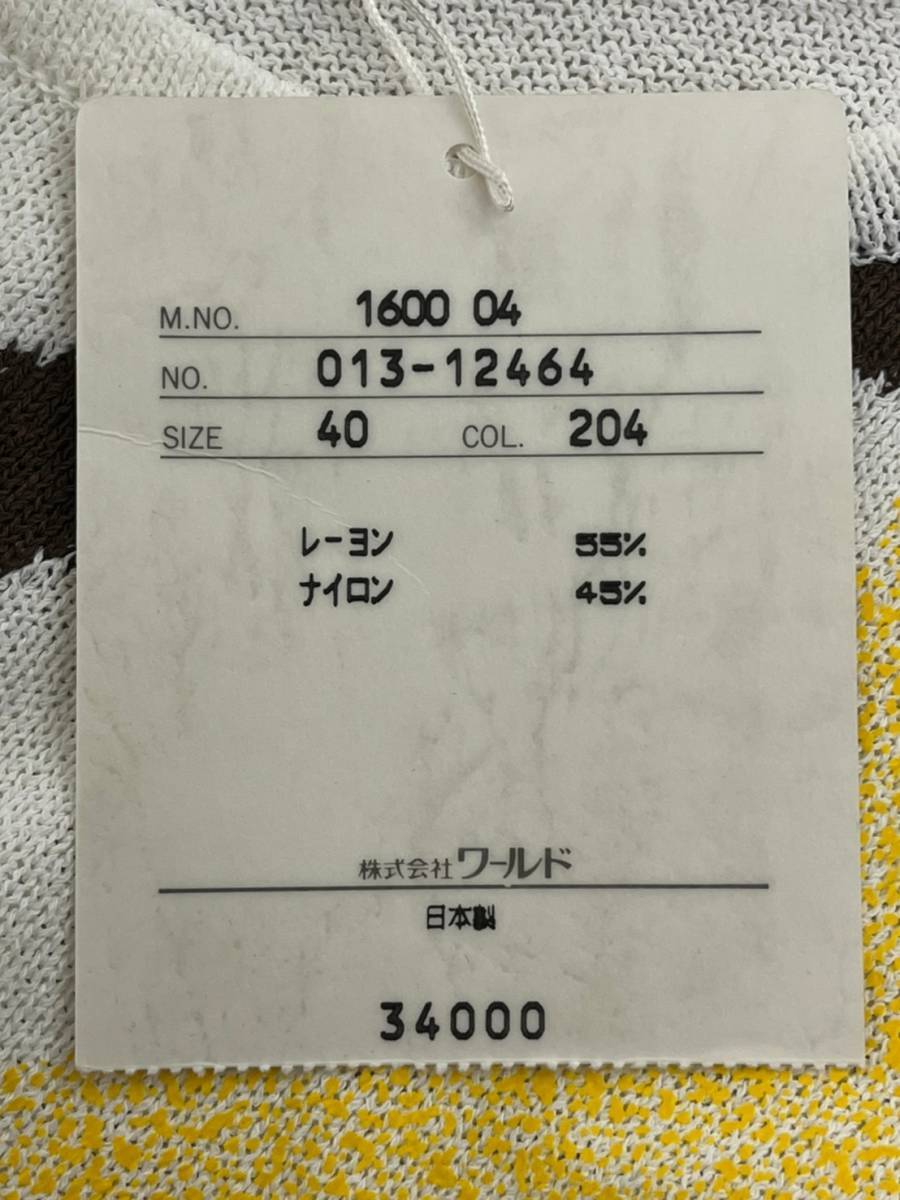 M.NO. 1600 04
NO. 013-12464
SIZE 40 COL. 204
レーヨン 55%
ナイロン 45%
株式会社ワールド
日本製
34000